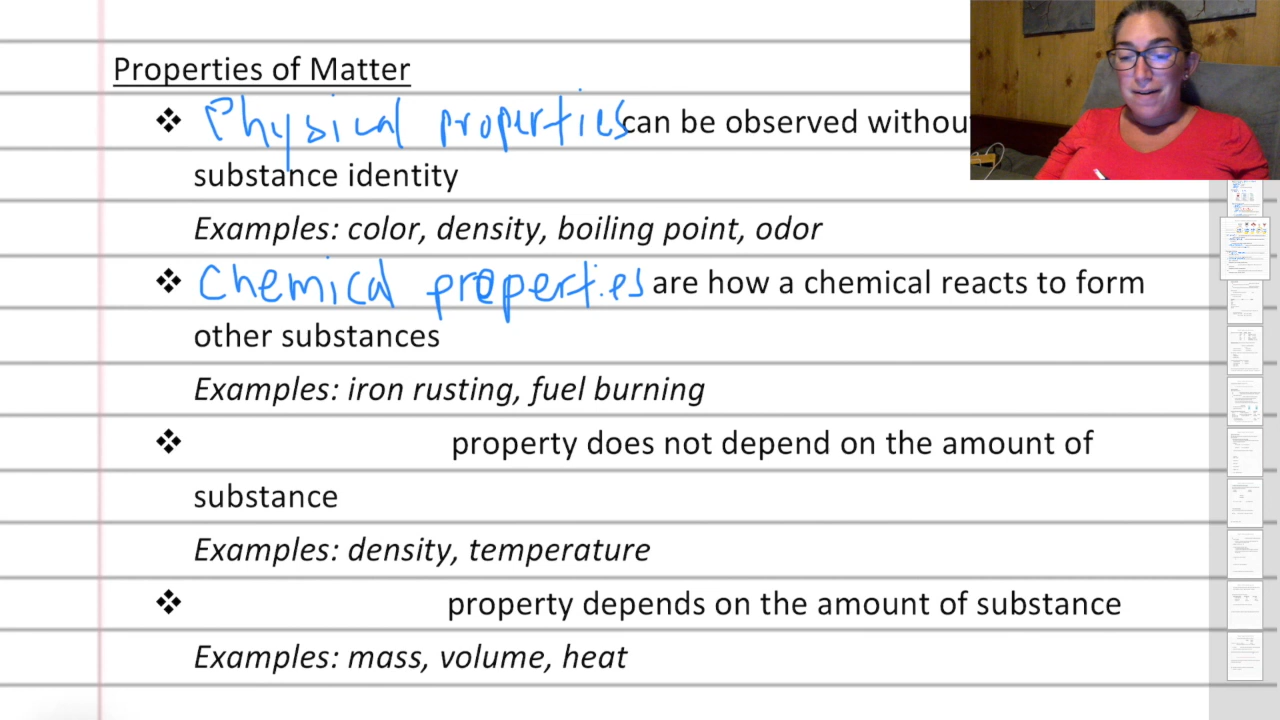 Properties of Matter
❖ Physical properties can be observed withou
substance identity
Examples: color, density, boiling point, odor
❖ Chemical properties are how a chemical reacts to form
other substances
Examples: iron rusting, fuel burning
❖ property does not depend on the amount of
substance
Examples: density, temperature
❖ property depends on the amount of substance
Examples: mass, volume, heat